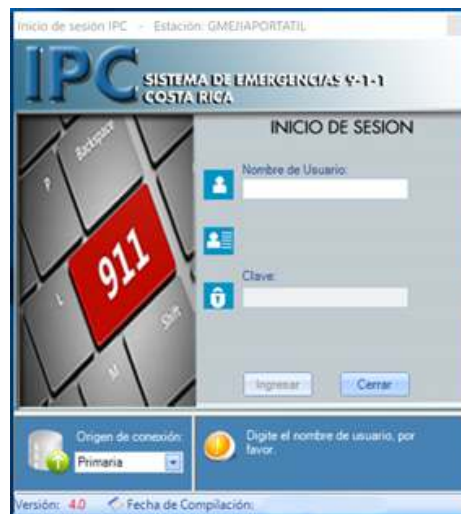 Inicio de sesión IPC - Estación: GMEJIAPORTATIL
IPC
SISTEMA DE EMERGENCIAS 9-1-1
COSTA RICA
INICIO DE SESION
Backspace
P
L
911
Shift
M
Nombre de Usuario:
Clave:
Ingresar
Cerrar
Origen de conexión:
Primaria
Digite el nombre de usuario, por
favor.
Versión: 4.0
Fecha de Compilación: